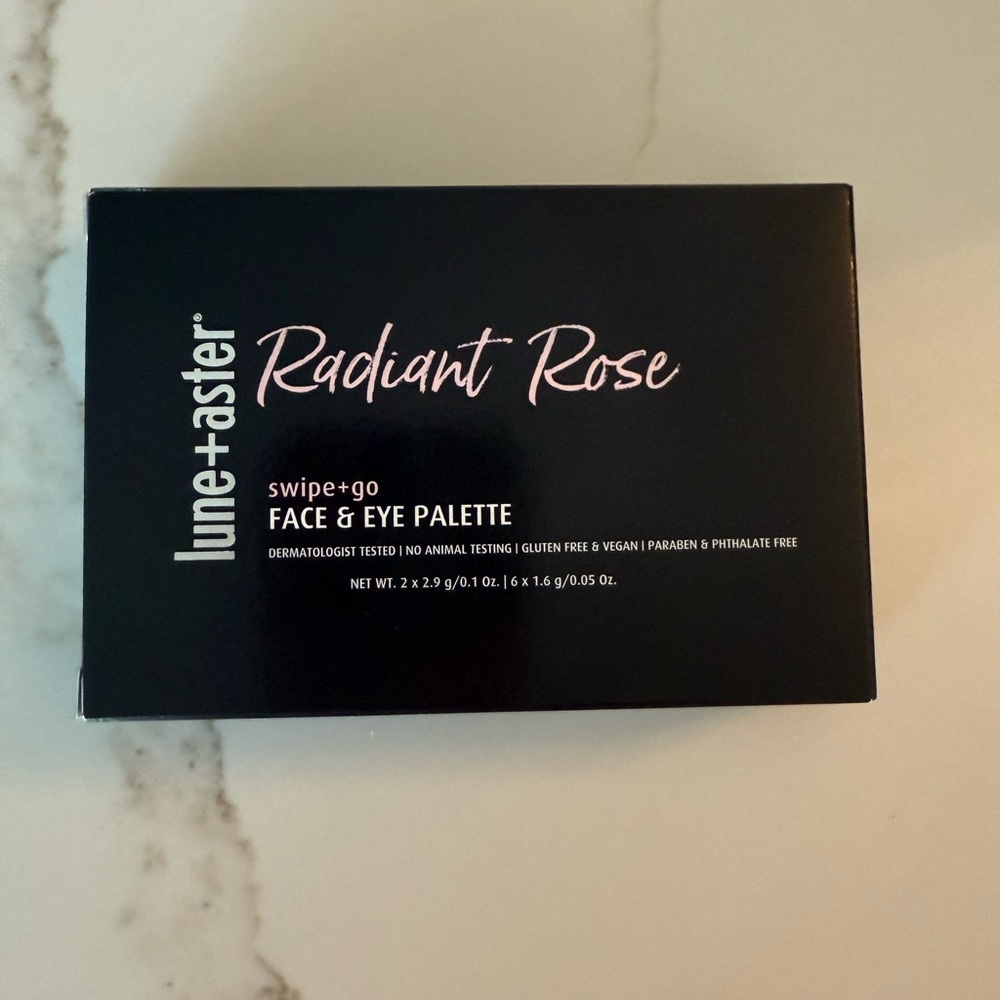 lune+aster®
Radiant Rose
swipe+go
FACE & EYE PALETTE
DERMATOLOGIST TESTED | NO ANIMAL TESTING | GLUTEN FREE & VEGAN | PARABEN & PHTHALATE FREE
NET WT. 2 x 2.9 g/0.1 Oz. | 6 x 1.6 g/0.05 Oz.